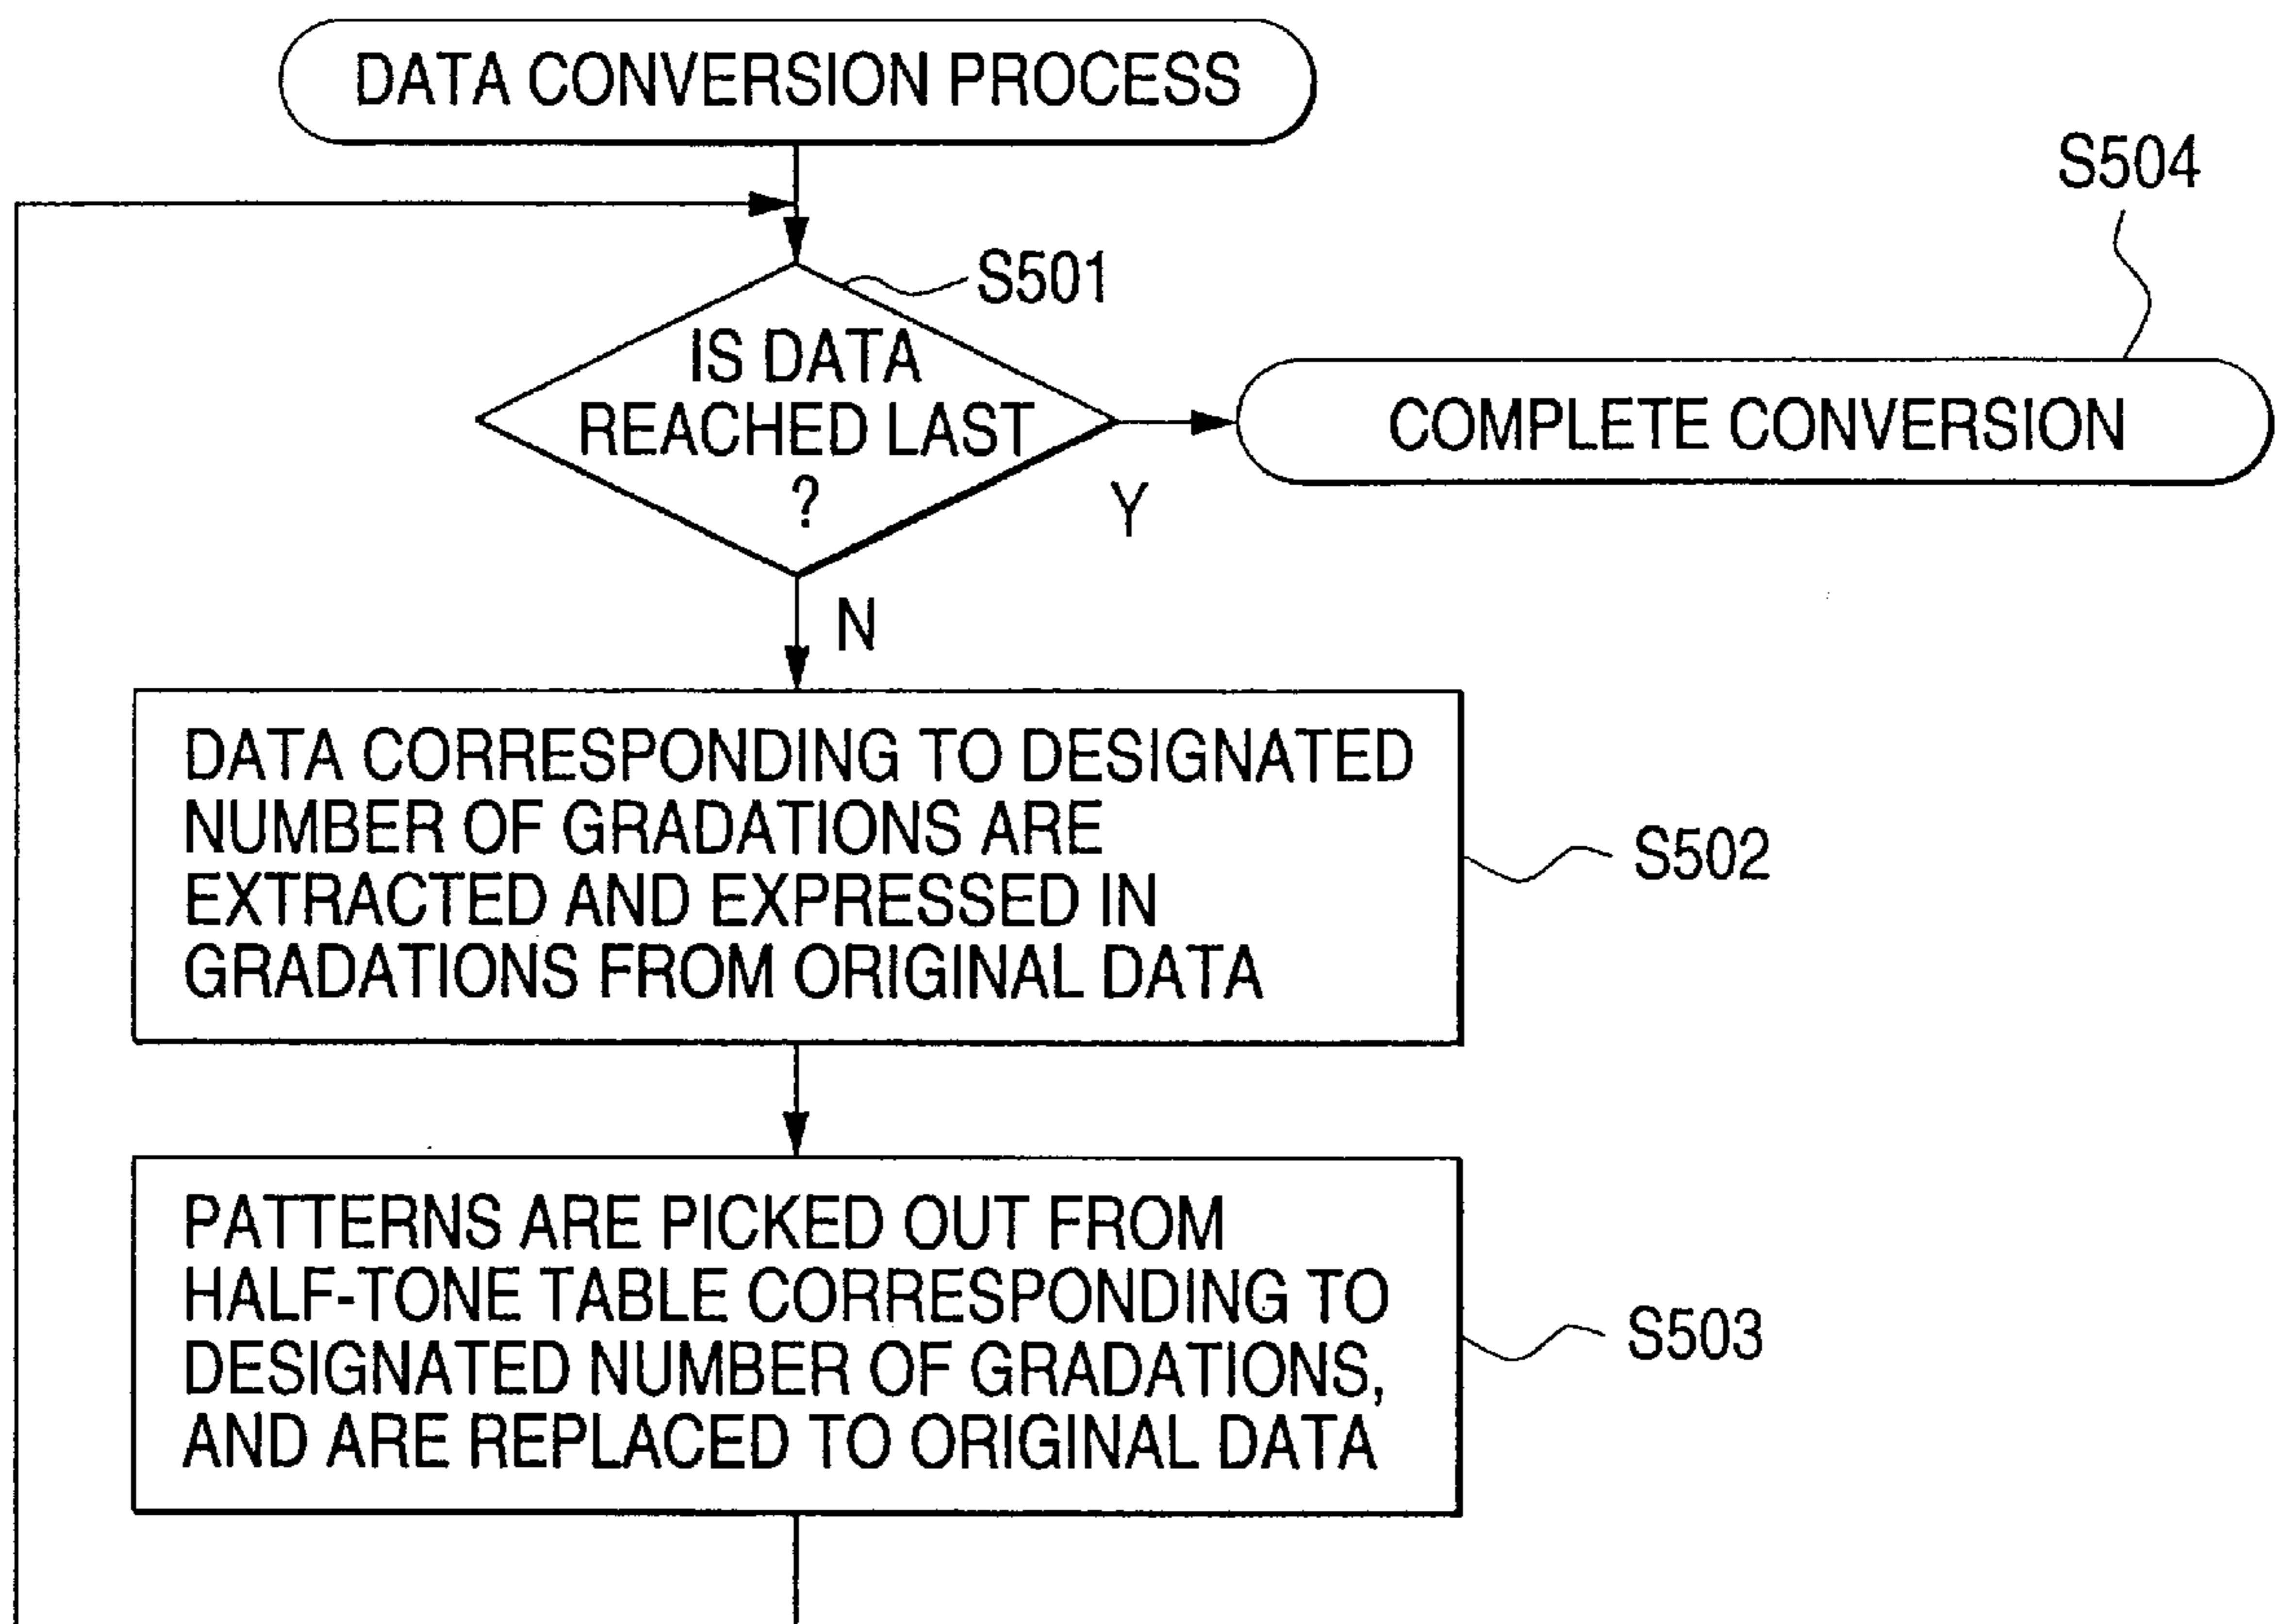 DATA CONVERSION PROCESS
S504
S501
IS DATA
REACHED LAST
?
COMPLETE CONVERSION
Y
N
DATA CORRESPONDING TO DESIGNATED
NUMBER OF GRADATIONS ARE
EXTRACTED AND EXPRESSED IN
GRADATIONS FROM ORIGINAL DATA
S502
PATTERNS ARE PICKED OUT FROM
HALF-TONE TABLE CORRESPONDING TO
DESIGNATED NUMBER OF GRADATIONS,
AND ARE REPLACED TO ORIGINAL DATA
S503